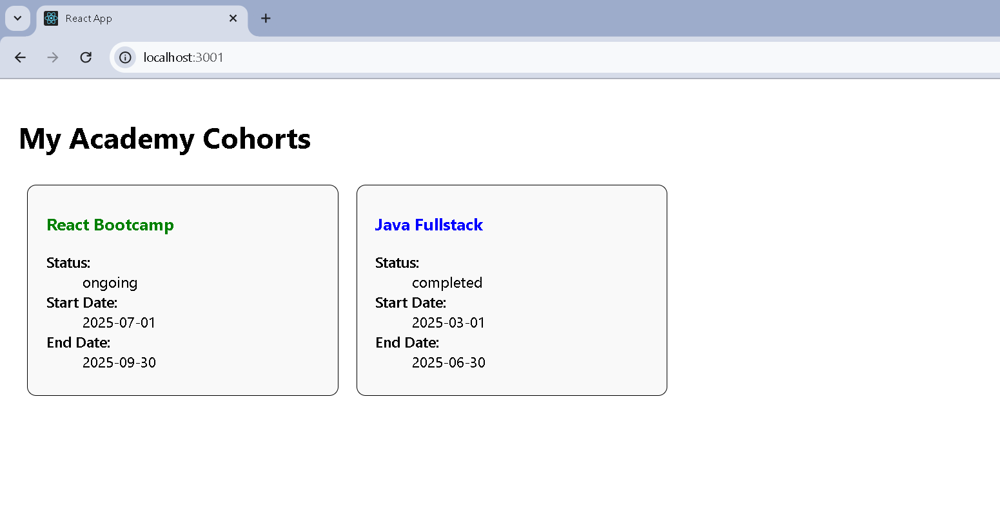 React App
localhost:3001
My Academy Cohorts
React Bootcamp
Status:
ongoing
Start Date:
2025-07-01
End Date:
2025-09-30
Java Fullstack
Status:
completed
Start Date:
2025-03-01
End Date:
2025-06-30